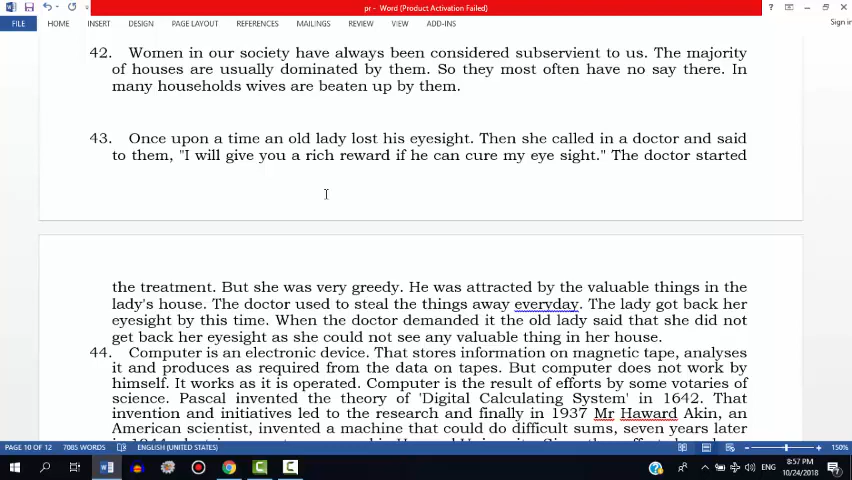 pr - Word (Product Activation Failed)
FILE HOME INSERT DESIGN PAGE LAYOUT REFERENCES MAILINGS REVIEW VIEW ADD-INS Sign in
42. Women in our society have always been considered subservient to us. The majority
of houses are usually dominated by them. So they most often have no say there. In
many households wives are beaten up by them.
43. Once upon a time an old lady lost his eyesight. Then she called in a doctor and said
to them, "I will give you a rich reward if he can cure my eye sight." The doctor started
the treatment. But she was very greedy. He was attracted by the valuable things in the
lady's house. The doctor used to steal the things away everyday. The lady got back her
eyesight by this time. When the doctor demanded it the old lady said that she did not
get back her eyesight as she could not see any valuable thing in her house.
44. Computer is an electronic device. That stores information on magnetic tape, analyses
it and produces as required from the data on tapes. But computer does not work by
himself. It works as it is operated. Computer is the result of efforts by some votaries of
science. Pascal invented the theory of 'Digital Calculating System' in 1642. That
invention and initiatives led to the research and finally in 1937 Mr Haward Akin, an
American scientist, invented a machine that could do difficult sums, seven years later
PAGE 10 OF 12 7085 WORDS ENGLISH (UNITED STATES) 150%
ENG 8:57 PM
10/24/2018